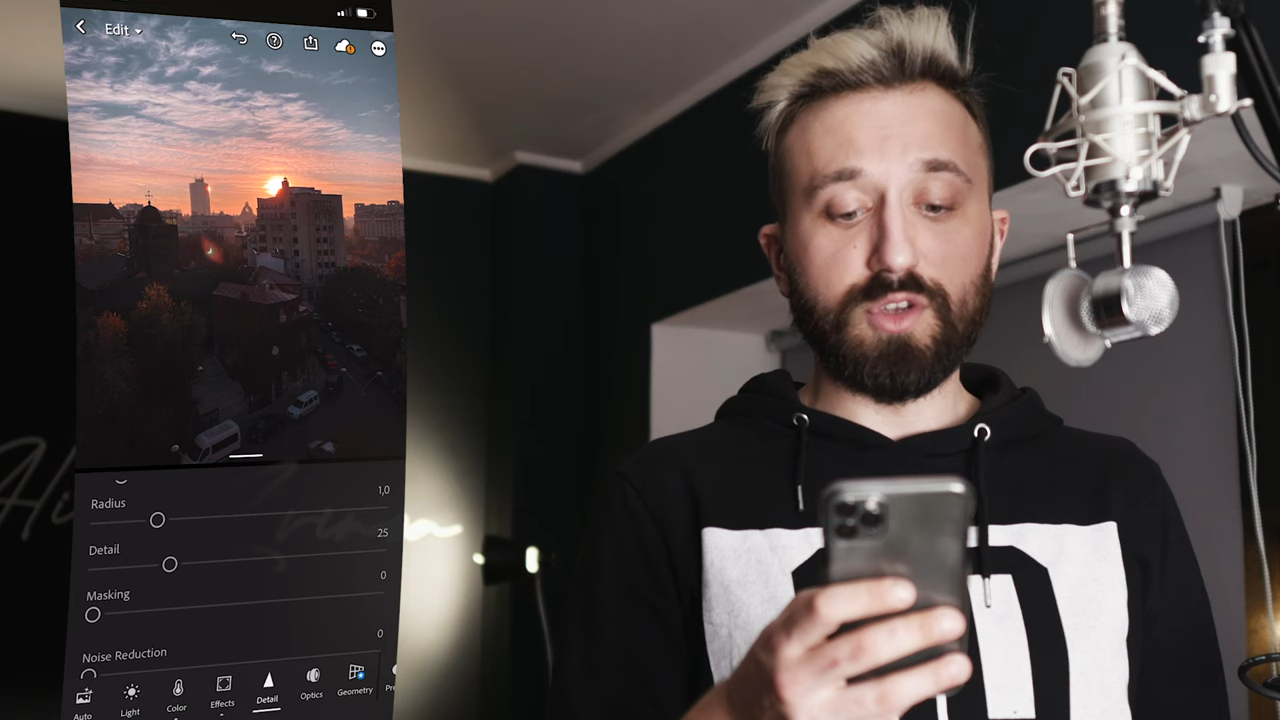 Edit
Radius 1,0
Detail 25
Masking 0
Noise Reduction 0
Auto Light Color Effects Detail Optics Geometry